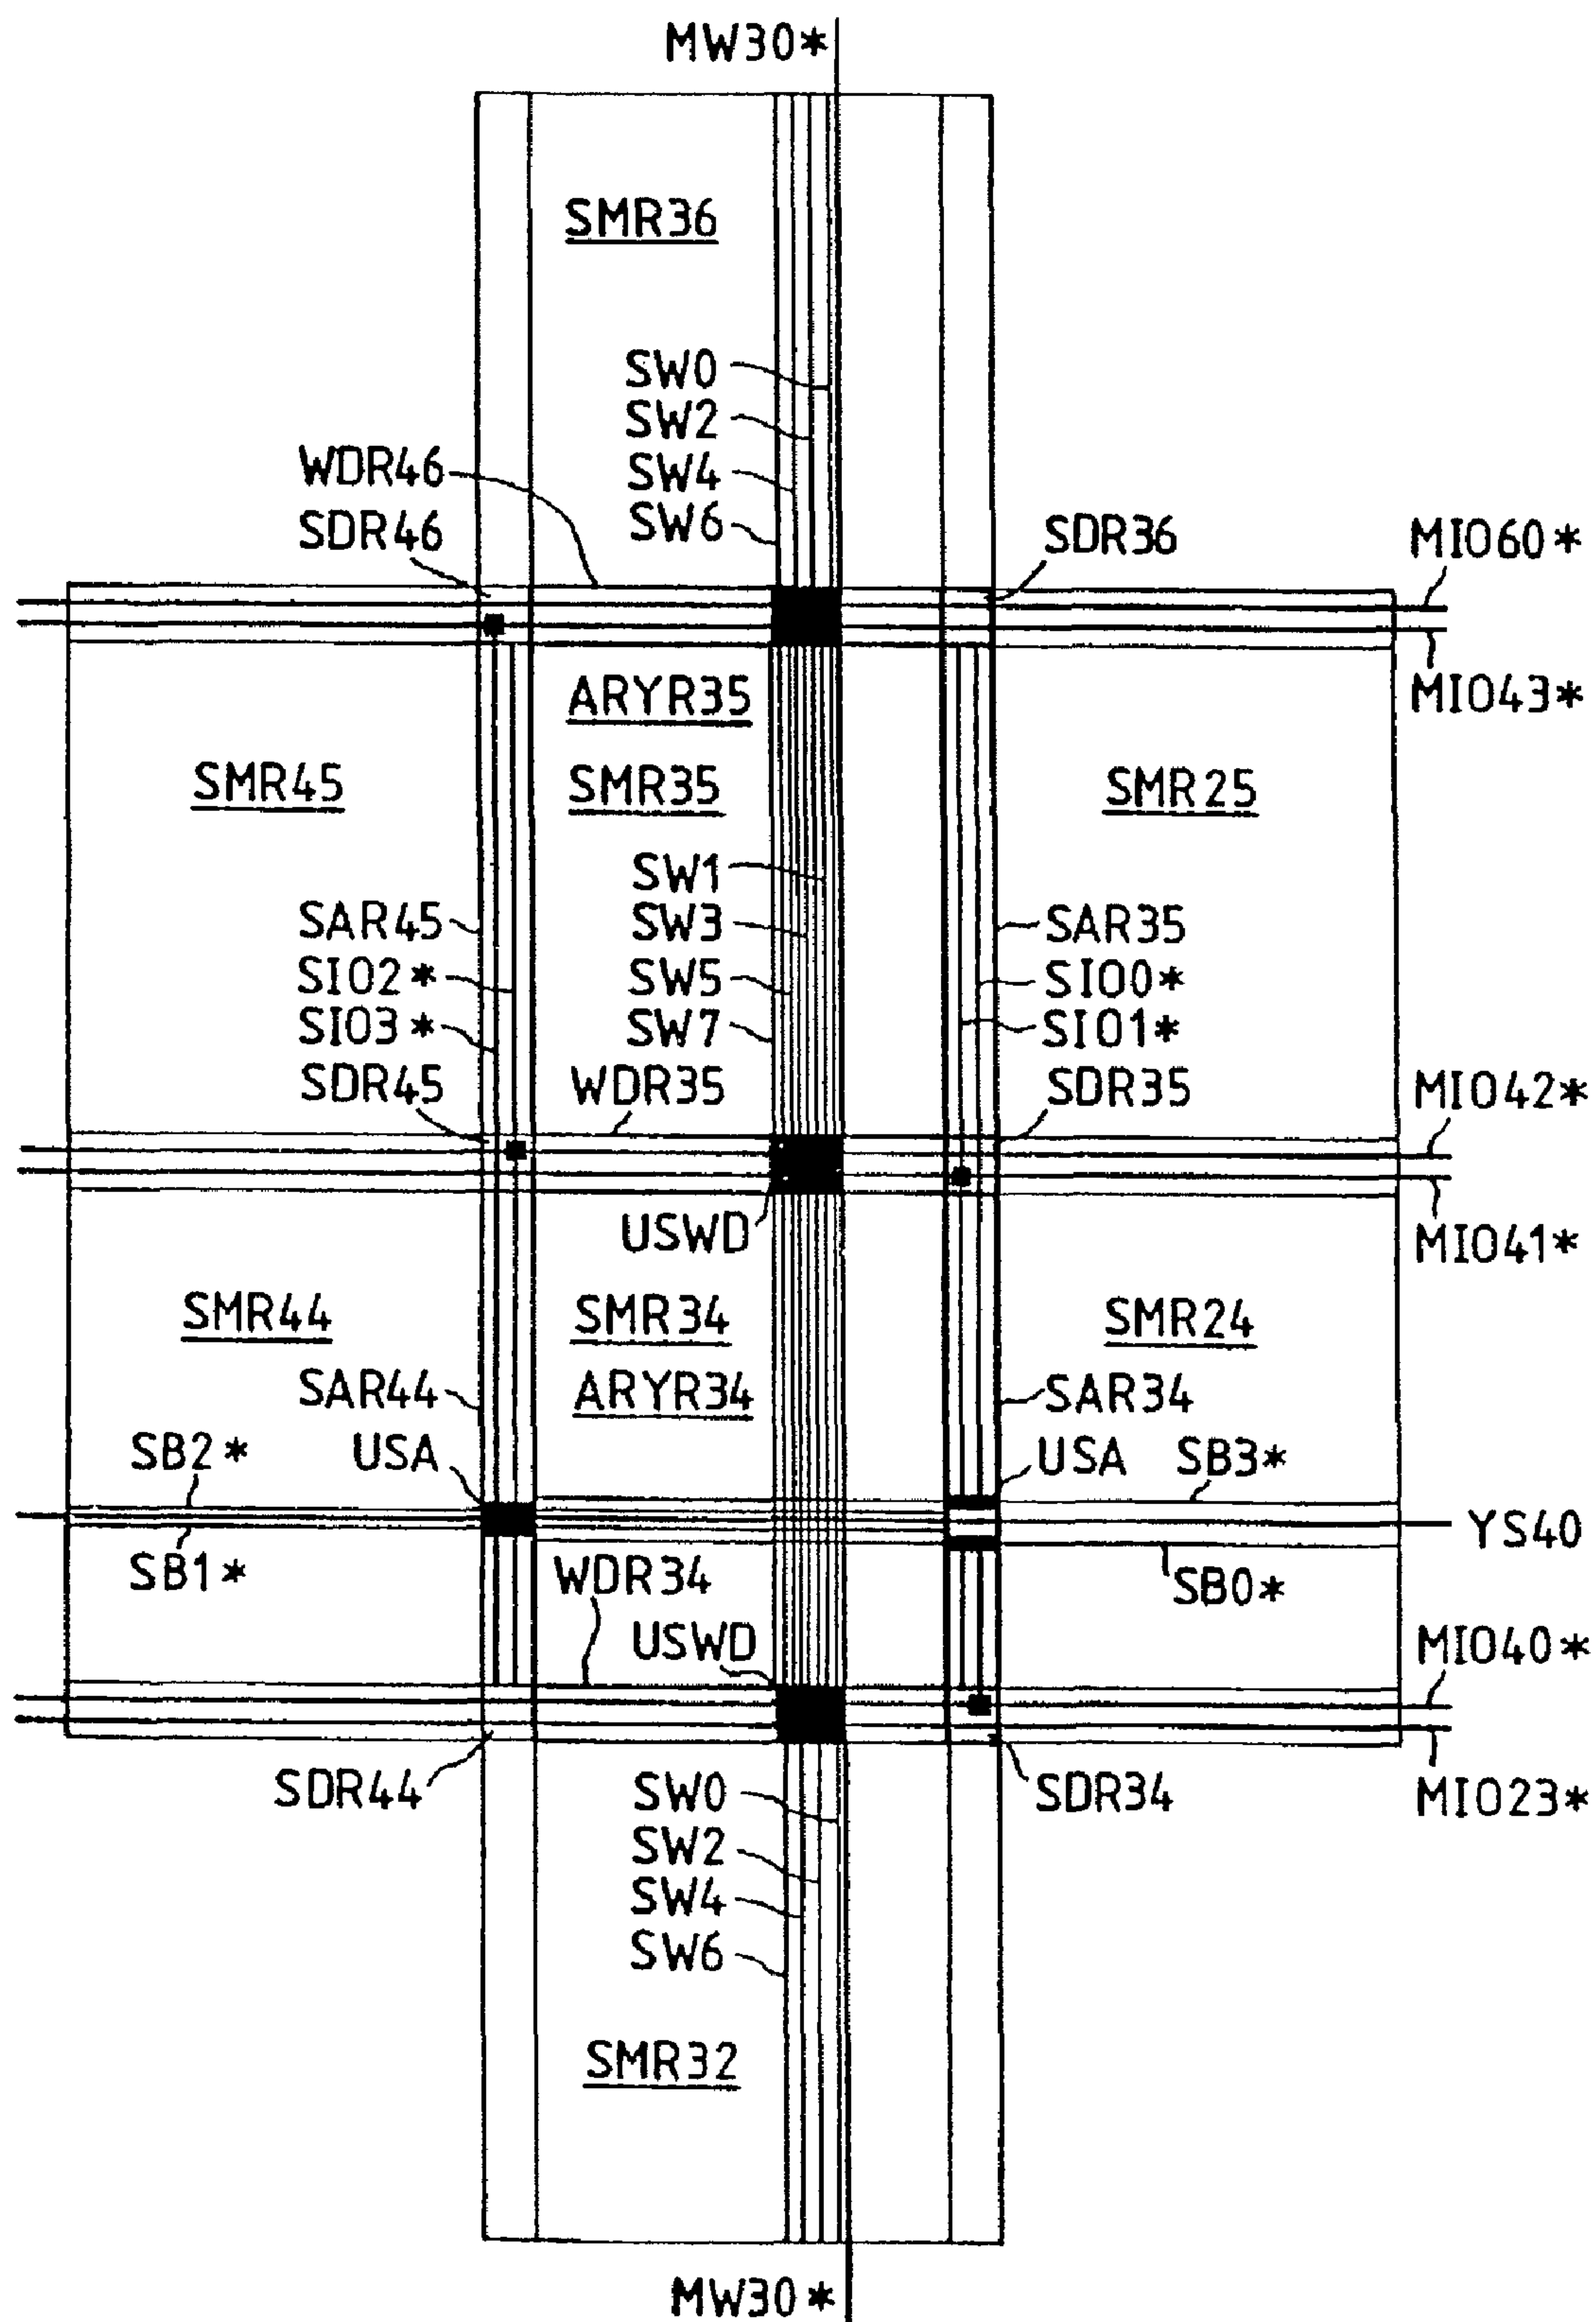 MW30*
SMR36
SW0
SW2
WDR46
SW4
SDR46
SW6
SDR36
MIO60*
MIO43*
ARYR35
SMR45
SMR35
SMR25
SW1
SAR45
SW3
SAR35
SIO2*
SW5
SIO0*
SIO3*
SW7
SIO1*
SDR45
WDR35
SDR35
MIO42*
USWD
MIO41*
SMR44
SMR34
SMR24
SAR44
ARYR34
SAR34
SB2*
USA
USA
SB3*
YS40
SB1*
WDR34
SB0*
USWD
MIO40*
SDR44
SW0
SDR34
MIO23*
SW2
SW4
SW6
SMR32
MW30*